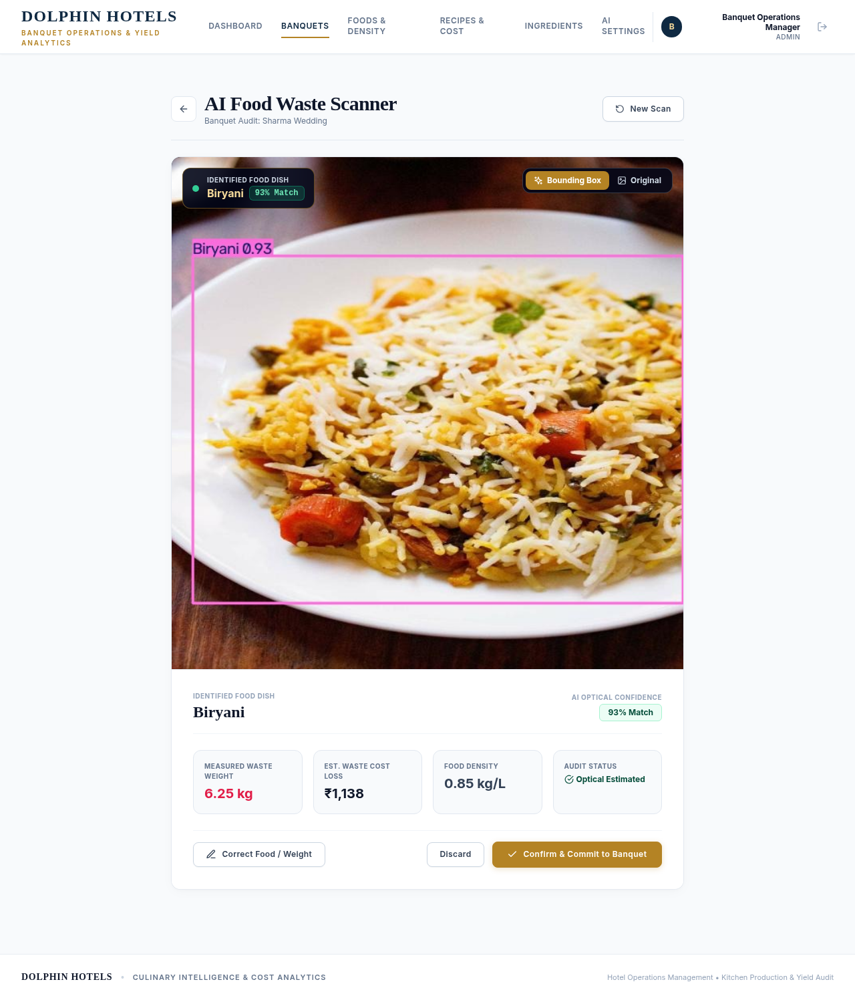 DOLPHIN HOTELS
BANQUET OPERATIONS & YIELD
ANALYTICS
DASHBOARD
BANQUETS
FOODS &
DENSITY
RECIPES &
COST
INGREDIENTS
AI
SETTINGS
B
Banquet Operations
Manager
ADMIN
AI Food Waste Scanner
Banquet Audit: Sharma Wedding
New Scan
IDENTIFIED FOOD DISH
Biryani 93% Match
Bounding Box
Original
Biryani 0.93
IDENTIFIED FOOD DISH
Biryani
AI OPTICAL CONFIDENCE
93% Match
MEASURED WASTE
WEIGHT
6.25 kg
EST. WASTE COST
LOSS
₹1,138
FOOD DENSITY
0.85 kg/L
AUDIT STATUS
Optical Estimated
Correct Food / Weight
Discard
Confirm & Commit to Banquet
DOLPHIN HOTELS • CULINARY INTELLIGENCE & COST ANALYTICS
Hotel Operations Management • Kitchen Production & Yield Audit